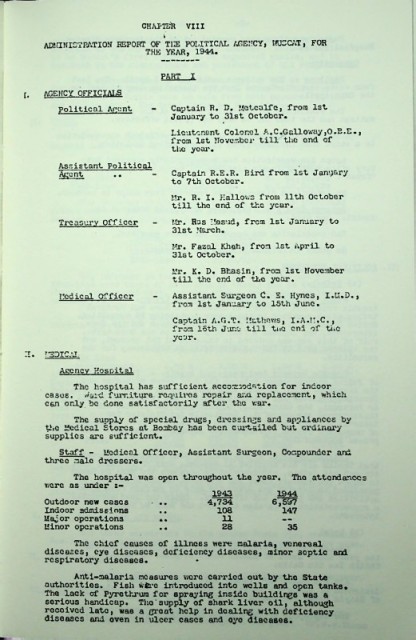 CHAPTER VIII
ADMINISTRATION REPORT OF THE POLITICAL AGENCY, MUSCAT, FOR
THE YEAR, 1944.
--------
PART I
I. AGENCY OFFICIALS
Political Agent - Captain R. D. Metcalfe, from 1st
January to 31st October.
Lieutenant Colonel A.C.Galloway,O.B.E.,
from 1st November till the end of
the year.
Assistant Political
Agent .. - Captain R.E.R. Bird from 1st January
to 7th October.
Mr. R. I. Hallows from 11th October
till the end of the year.
Treasury Officer - Mr. Ras Masud, from 1st January to
31st March.
Mr. Fazal Khah, from 1st April to
31st October.
Mr. K. D. Bhasin, from 1st November
till the end of the year.
Medical Officer - Assistant Surgeon C. E. Hynes, I.M.D.,
from 1st January to 15th June.
Captain A.G.T. Mathews, I.A.M.C.,
from 16th June till the end of the
year.
II. MEDICAL
Agency Hospital
The hospital has sufficient accommodation for indoor
cases. Ward furniture requires repair and replacement, which
can only be done satisfactorily after the war.
The supply of special drugs, dressings and appliances by
the Medical Stores at Bombay has been curtailed but ordinary
supplies are sufficient.
Staff - Medical Officer, Assistant Surgeon, Compounder and
three male dressers.
The hospital was open throughout the year. The attendances
were as under :-
1943 1944
Outdoor new cases .. 4,734 6,597
Indoor admissions .. 108 147
Major operations .. 11 --
Minor operations .. 28 35
The chief causes of illness were malaria, venereal
diseases, eye diseases, deficiency diseases, minor septic and
respiratory diseases.
Anti-malaria measures were carried out by the State
authorities. Fish were introduced into wells and open tanks.
The lack of Pyrethrum for spraying inside buildings was a
serious handicap. The supply of shark liver oil, although
received late, was a great help in dealing with deficiency
diseases and even in ulcer cases and eye diseases.